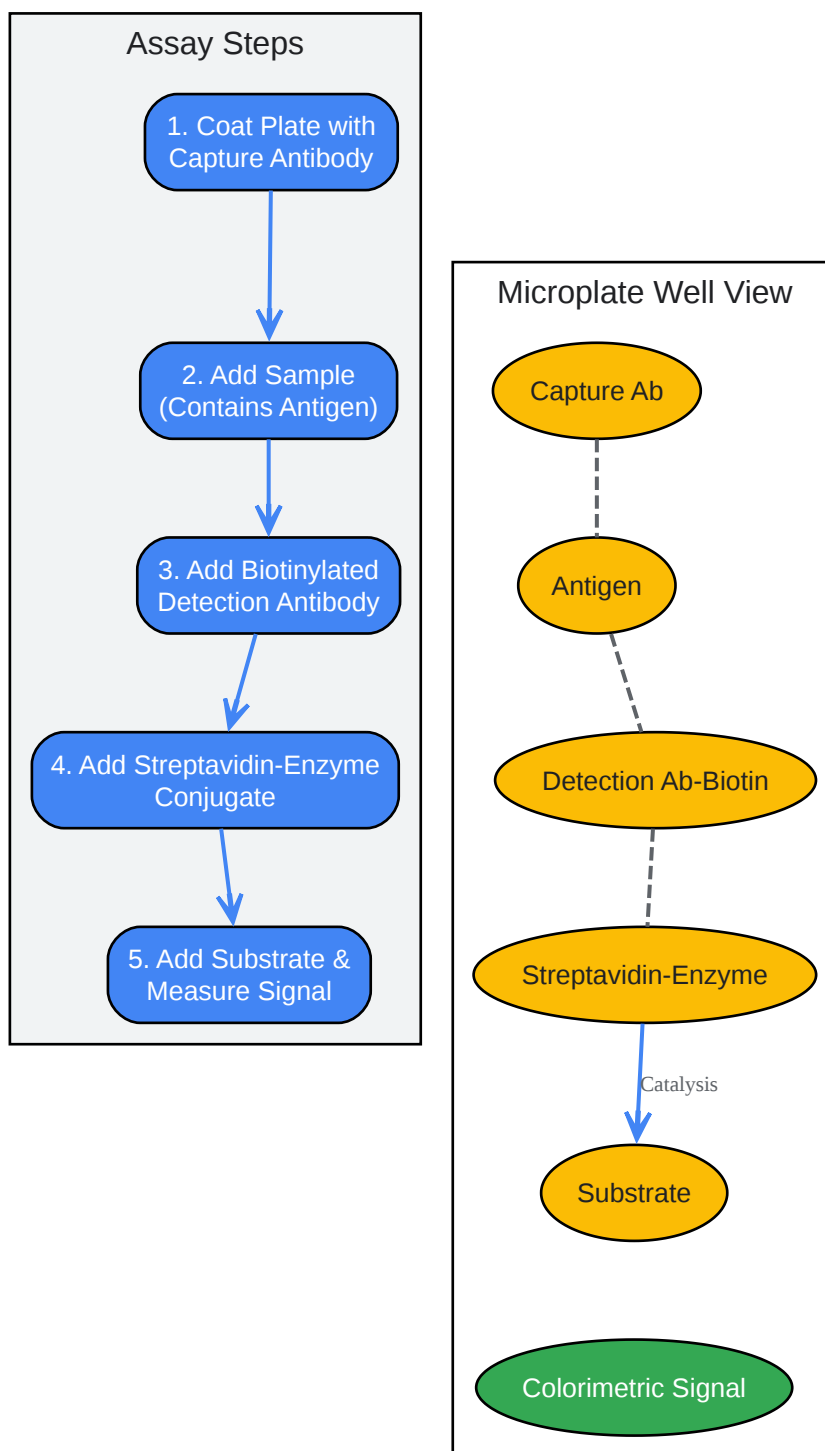 Assay Steps
1. Coat Plate with
Capture Antibody
2. Add Sample
(Contains Antigen)
3. Add Biotinylated
Detection Antibody
4. Add Streptavidin-Enzyme
Conjugate
5. Add Substrate &
Measure Signal
Microplate Well View
Capture Ab
Antigen
Detection Ab-Biotin
Streptavidin-Enzyme
Catalysis
Substrate
Colorimetric Signal